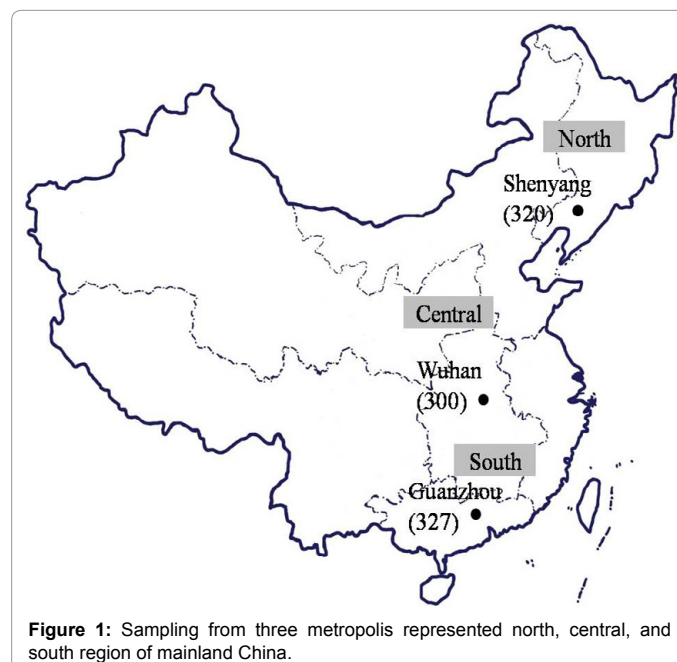 North
Shenyang
(320)
Central
Wuhan
(300)
South
Guanzhou
(327)
Figure 1: Sampling from three metropolis represented north, central, and
south region of mainland China.